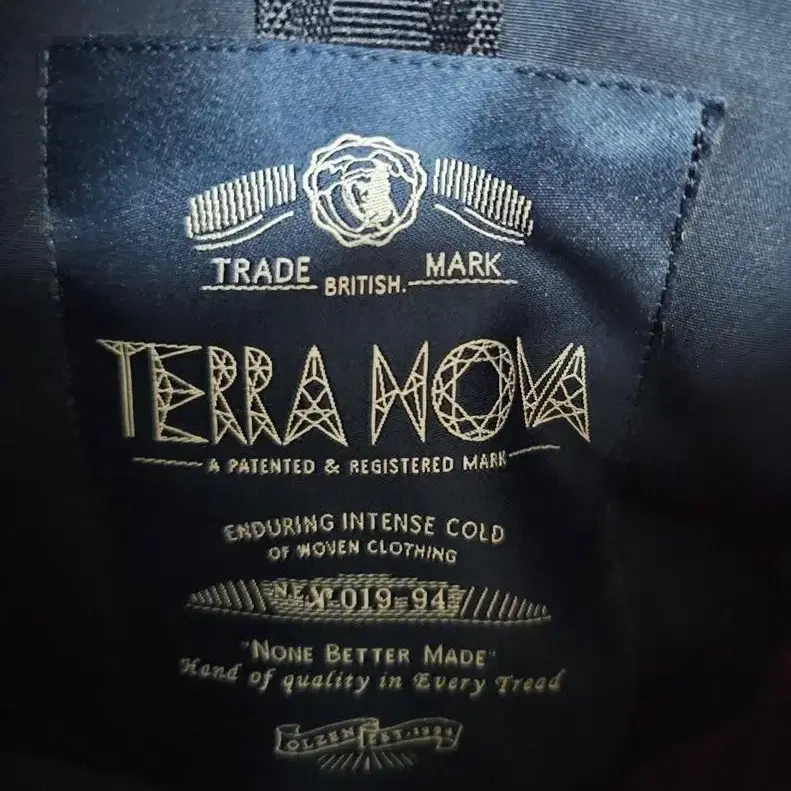 TRADE MARK
BRITISH.
TERRA NOVA
A PATENTED & REGISTERED MARK
ENDURING INTENSE COLD
OF WOVEN CLOTHING
019-94
"NONE BETTER MADE"
Hand of quality in Every Tread
OLZEN EST.